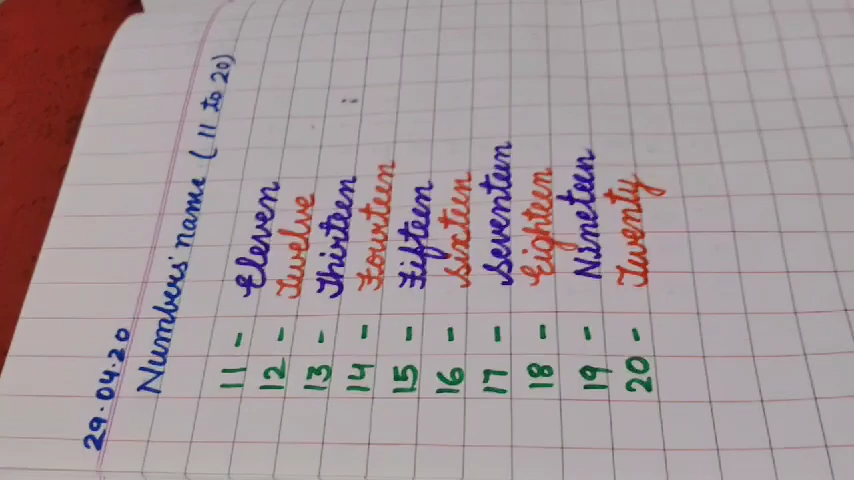 29.04.20
Numbers' name ( 11 to 20)
11 - Eleven
12 - Twelve
13 - Thirteen
14 - Fourteen
15 - Fifteen
16 - Sixteen
17 - Seventeen
18 - Eighteen
19 - Nineteen
20 - Twenty